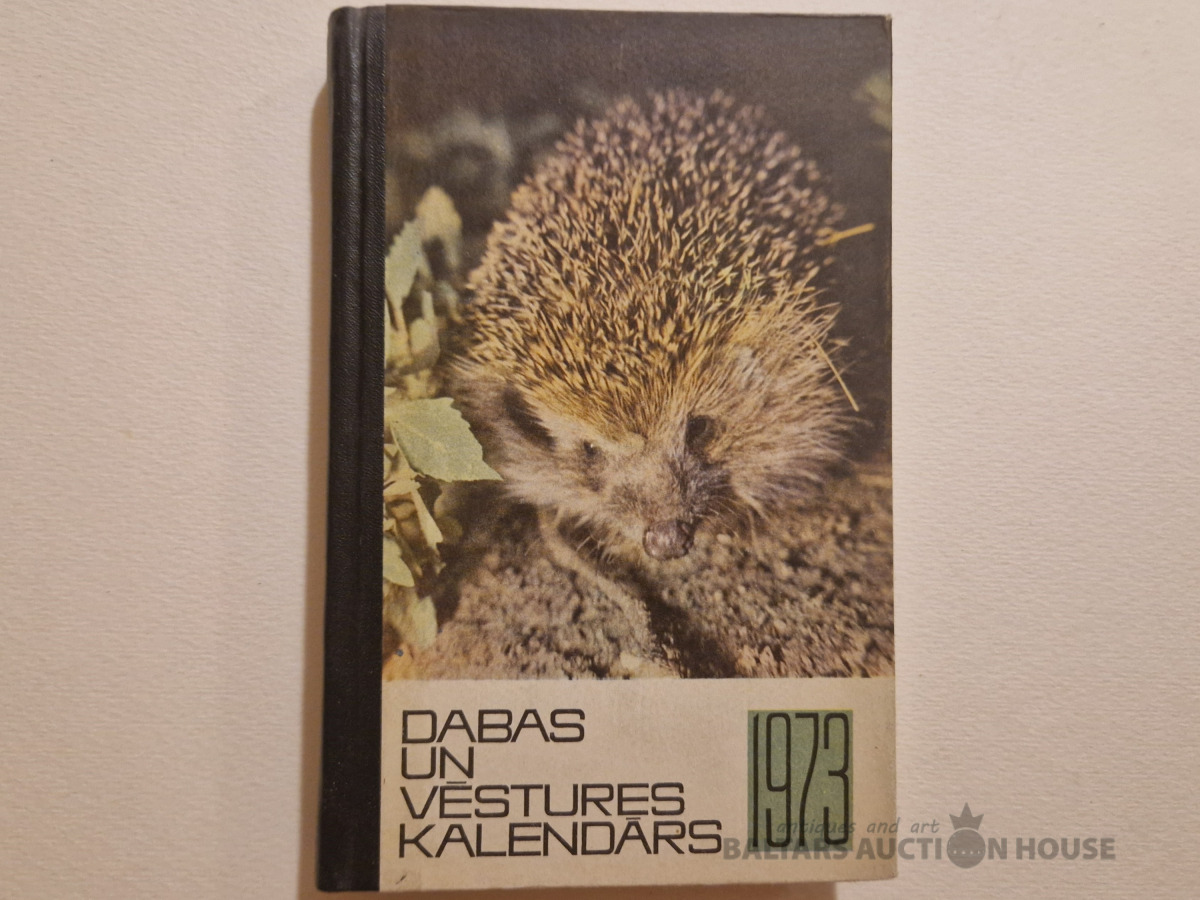 DABAS
UN
VĒSTURES
KALENDĀRS
1973
antiques and art
BALTARS AUCTION HOUSE